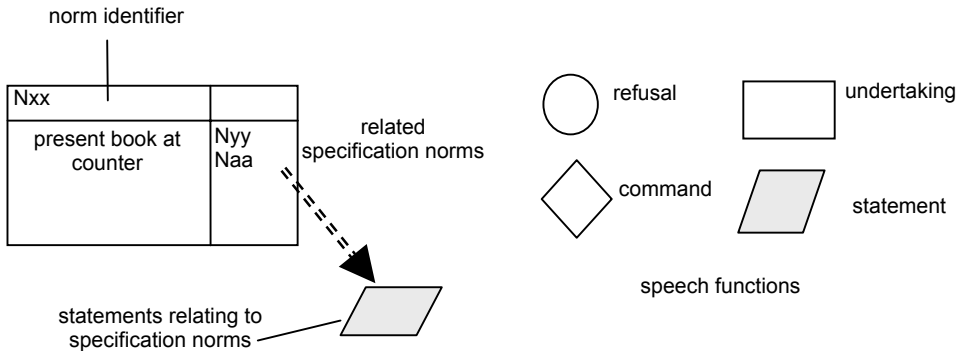 norm identifier
Nxx
present book at
counter
Nyy
Naa
related
specification norms
statements relating to
specification norms
refusal
undertaking
command
statement
speech functions